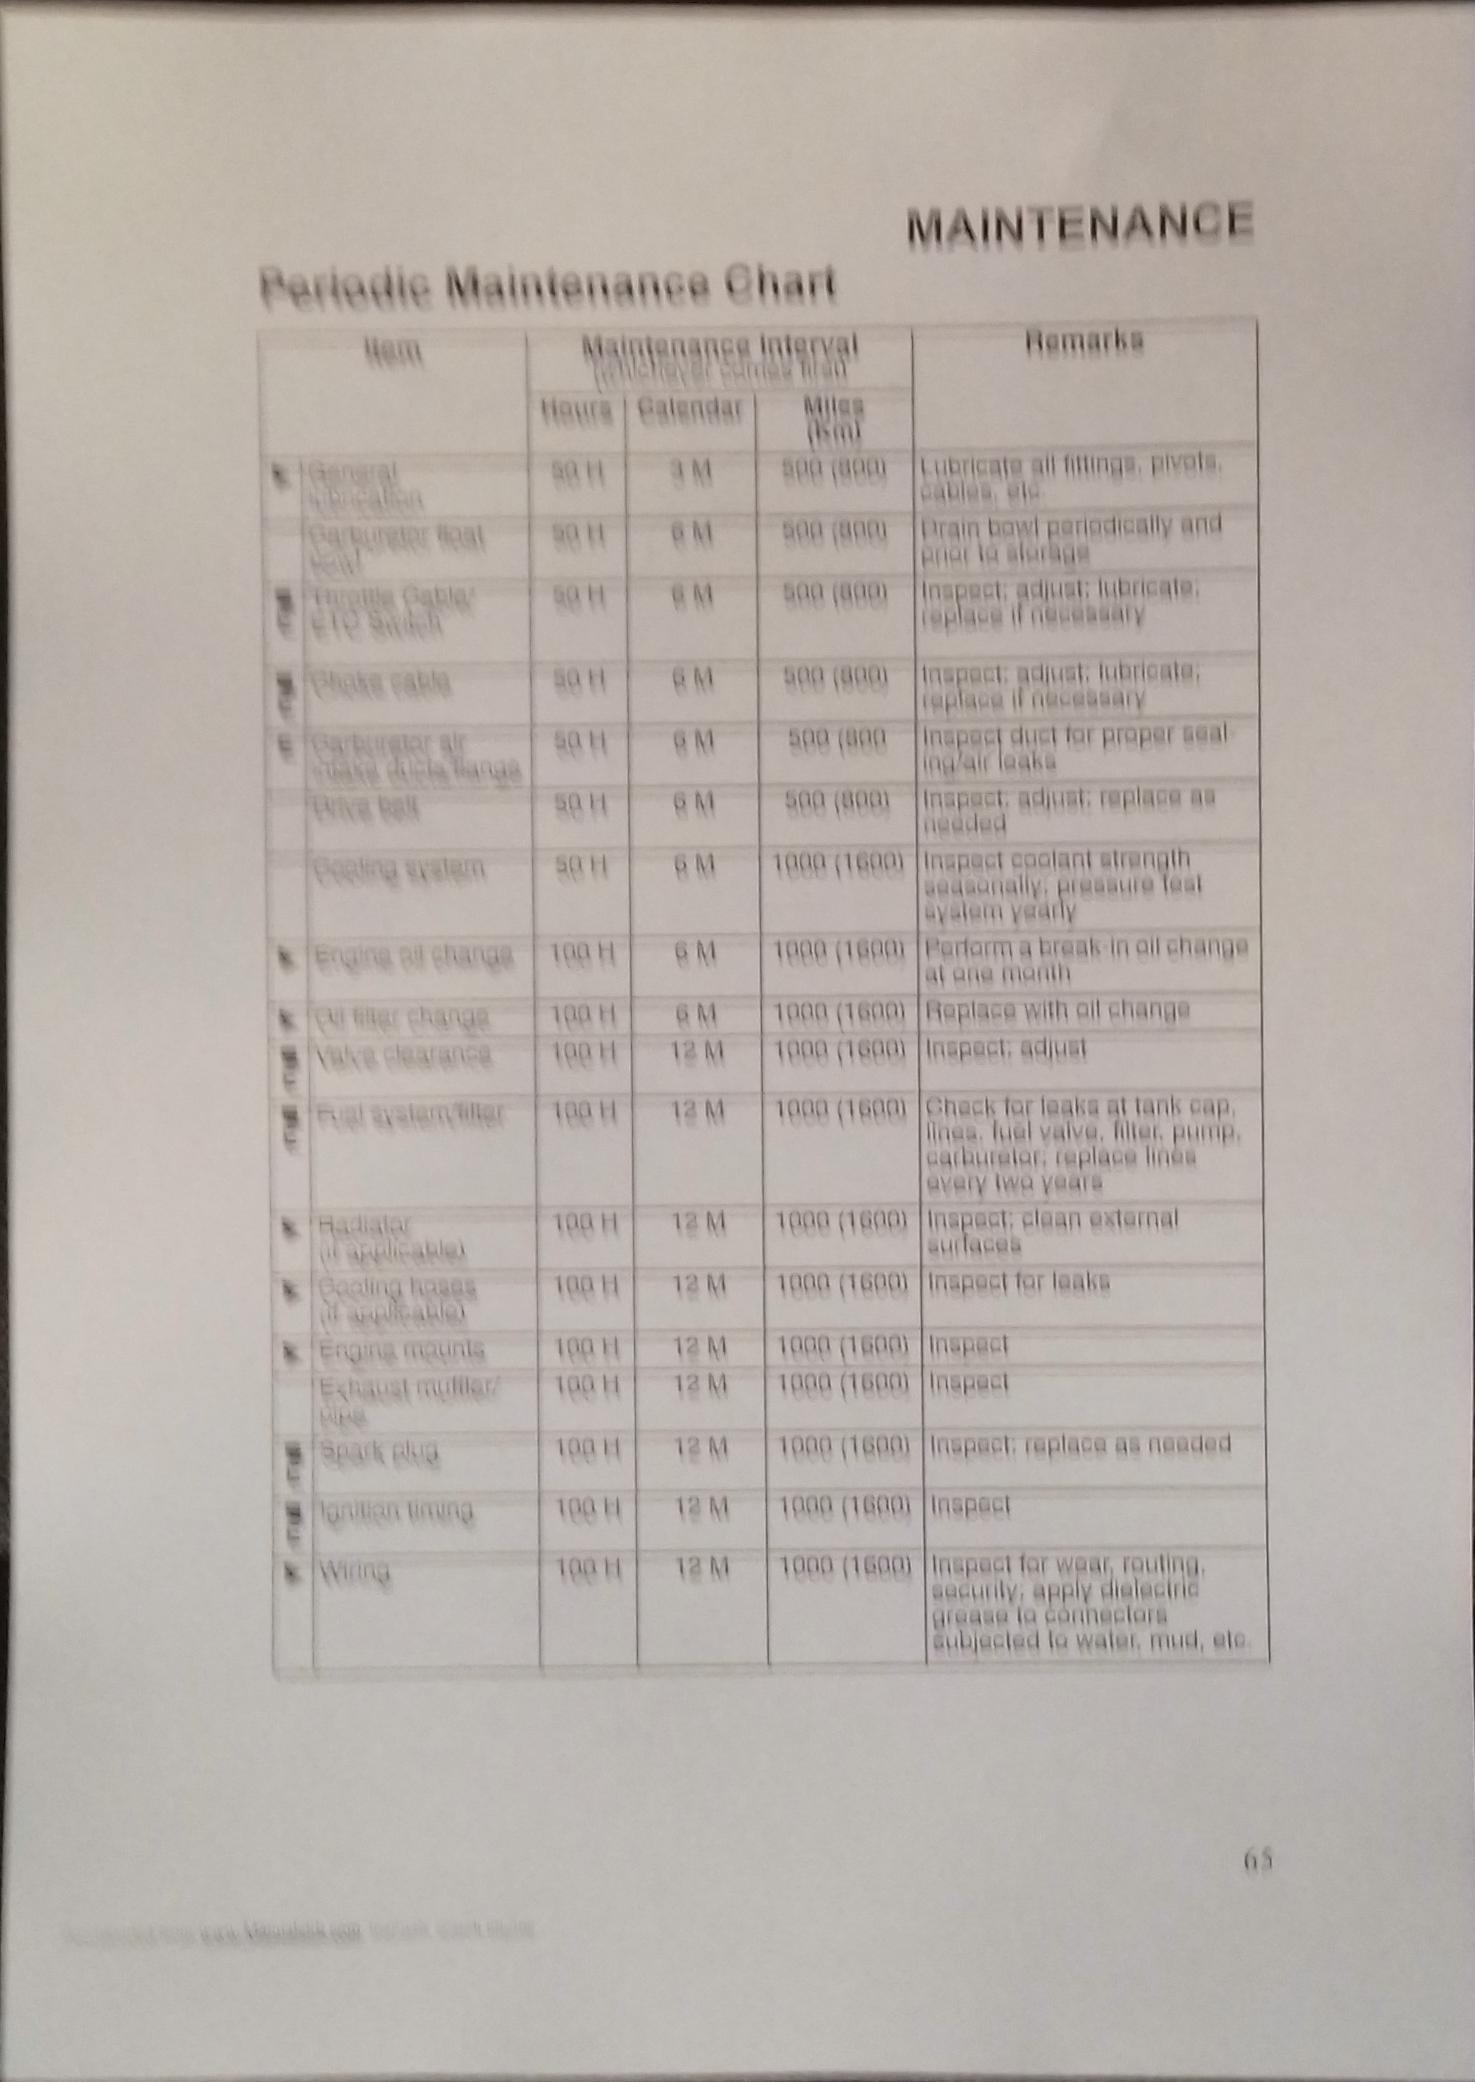 MAINTENANCE
Periodic Maintenance Chart
Item
Maintenance Interval
(whichever comes first)
Remarks
Hours
Calendar
Miles
(Km)
General
lubrication
50 H
3 M
500 (800)
Lubricate all fittings, pivots,
cables, etc.
Carburetor float
bowl
50 H
6 M
500 (800)
Drain bowl periodically and
prior to storage
Throttle Cable/
ETC Switch
50 H
6 M
500 (800)
Inspect; adjust; lubricate;
replace if necessary
Choke cable
50 H
6 M
500 (800)
Inspect; adjust; lubricate;
replace if necessary
E
Carburetor air
intake ducts/flange
50 H
6 M
500 (800
Inspect duct for proper seal-
ing/air leaks
Drive belt
50 H
6 M
500 (800)
Inspect; adjust; replace as
needed
Cooling system
50 H
6 M
1000 (1600)
Inspect coolant strength
seasonally; pressure test
system yearly
Engine oil change
100 H
6 M
1000 (1600)
Perform a break-in oil change
at one month
Oil filter change
100 H
6 M
1000 (1600)
Replace with oil change
Valve clearance
100 H
12 M
1000 (1600)
Inspect; adjust
Fuel system/filter
100 H
12 M
1000 (1600)
Check for leaks at tank cap,
lines, fuel valve, filter, pump,
carburetor; replace lines
every two years
Radiator
(if applicable)
100 H
12 M
1000 (1600)
Inspect; clean external
surfaces
Cooling hoses
(if applicable)
100 H
12 M
1000 (1600)
Inspect for leaks
Engine mounts
100 H
12 M
1000 (1600)
Inspect
Exhaust muffler/
pipe
100 H
12 M
1000 (1600)
Inspect
Spark plug
100 H
12 M
1000 (1600)
Inspect; replace as needed
Ignition timing
100 H
12 M
1000 (1600)
Inspect
Wiring
100 H
12 M
1000 (1600)
Inspect for wear, routing,
security; apply dielectric
grease to connectors
subjected to water, mud, etc.
65